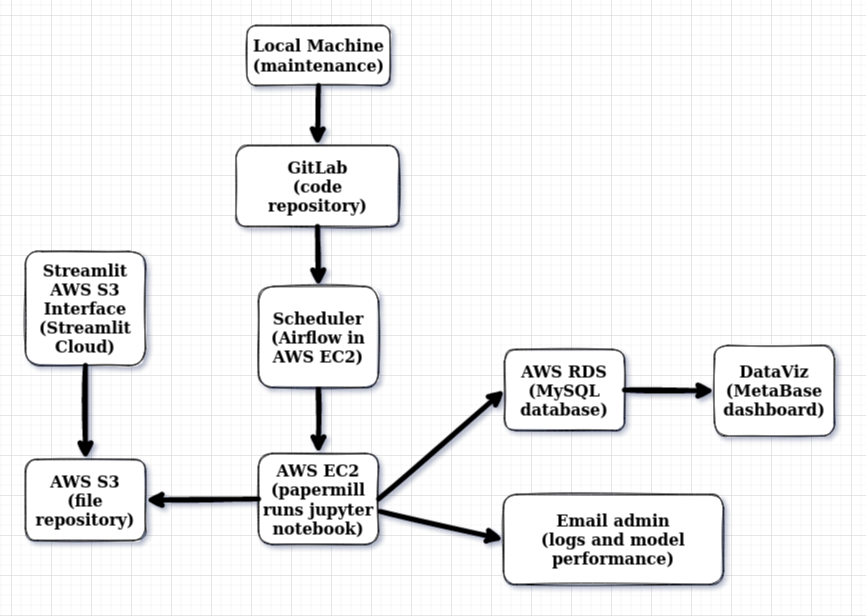 Local Machine
(maintenance)
GitLab
(code
repository)
Streamlit
AWS S3
Interface
(Streamlit
Cloud)
Scheduler
(Airflow in
AWS EC2)
AWS RDS
(MySQL
database)
DataViz
(MetaBase
dashboard)
AWS S3
(file
repository)
AWS EC2
(papermill
runs jupyter
notebook)
Email admin
(logs and model
performance)